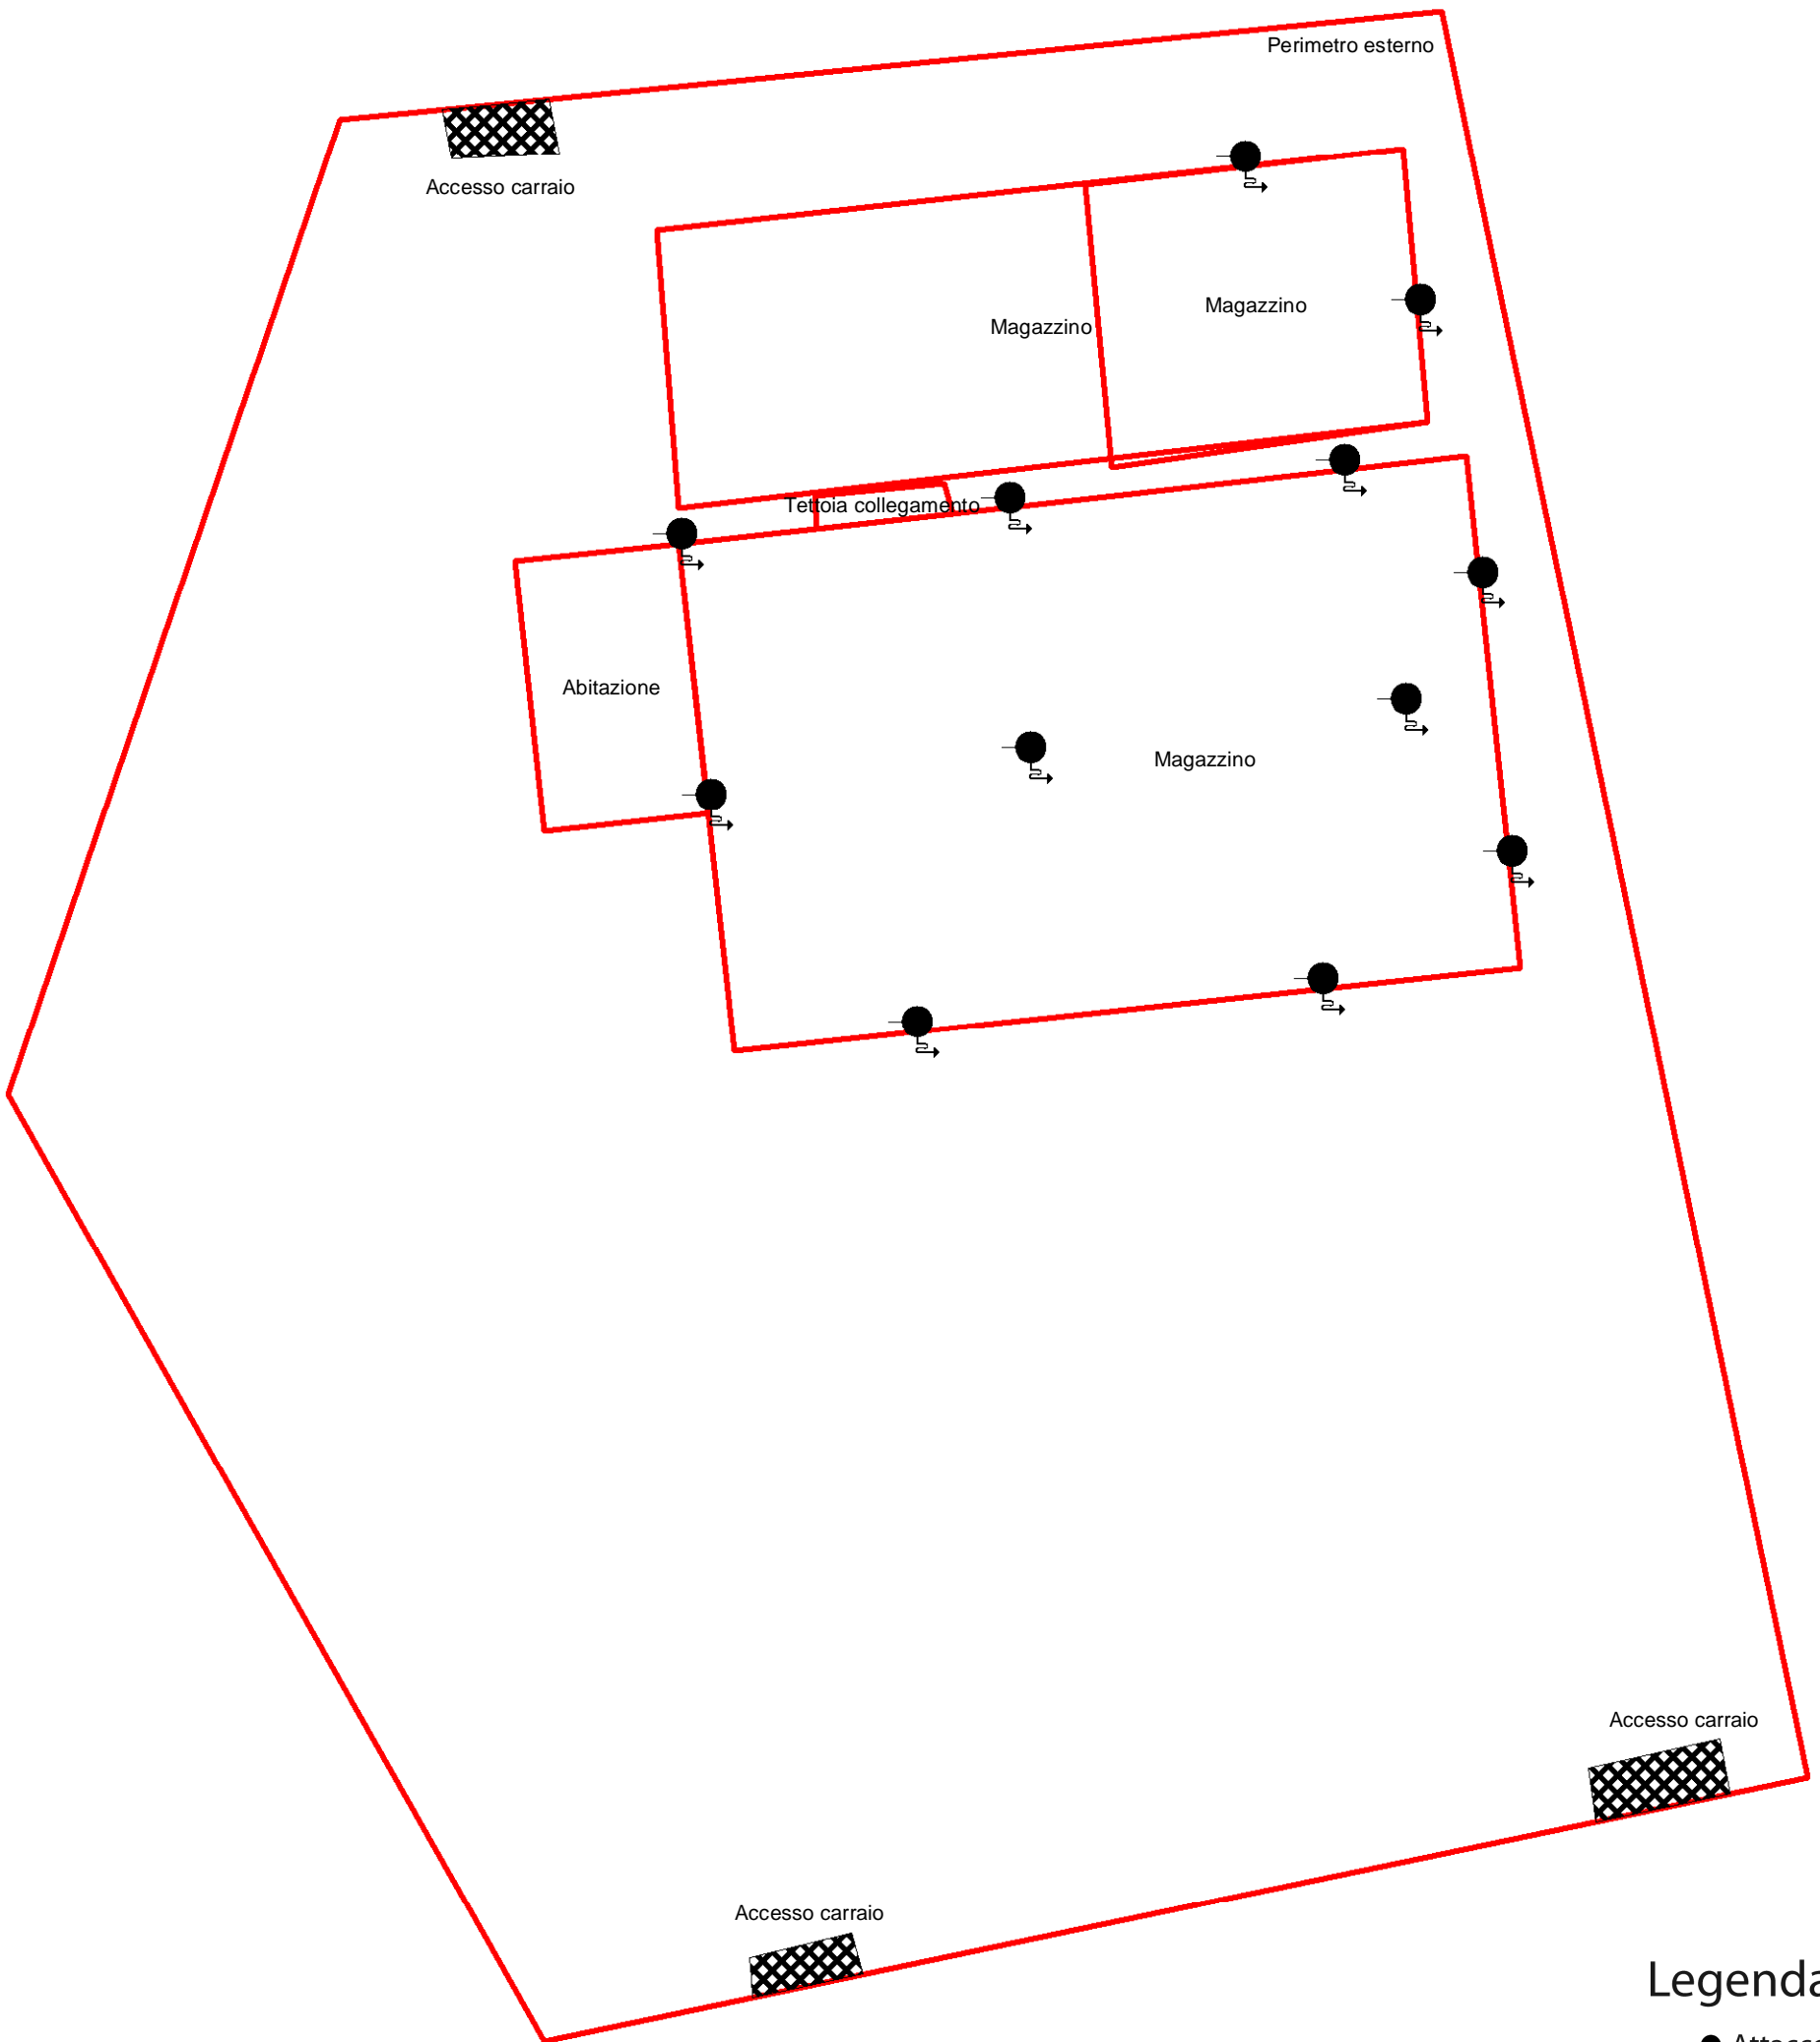 Perimetro esterno
Accesso carraio
Magazzino
Magazzino
Tettoia collegamento
Abitazione
Magazzino
Accesso carraio
Accesso carraio
Legenda